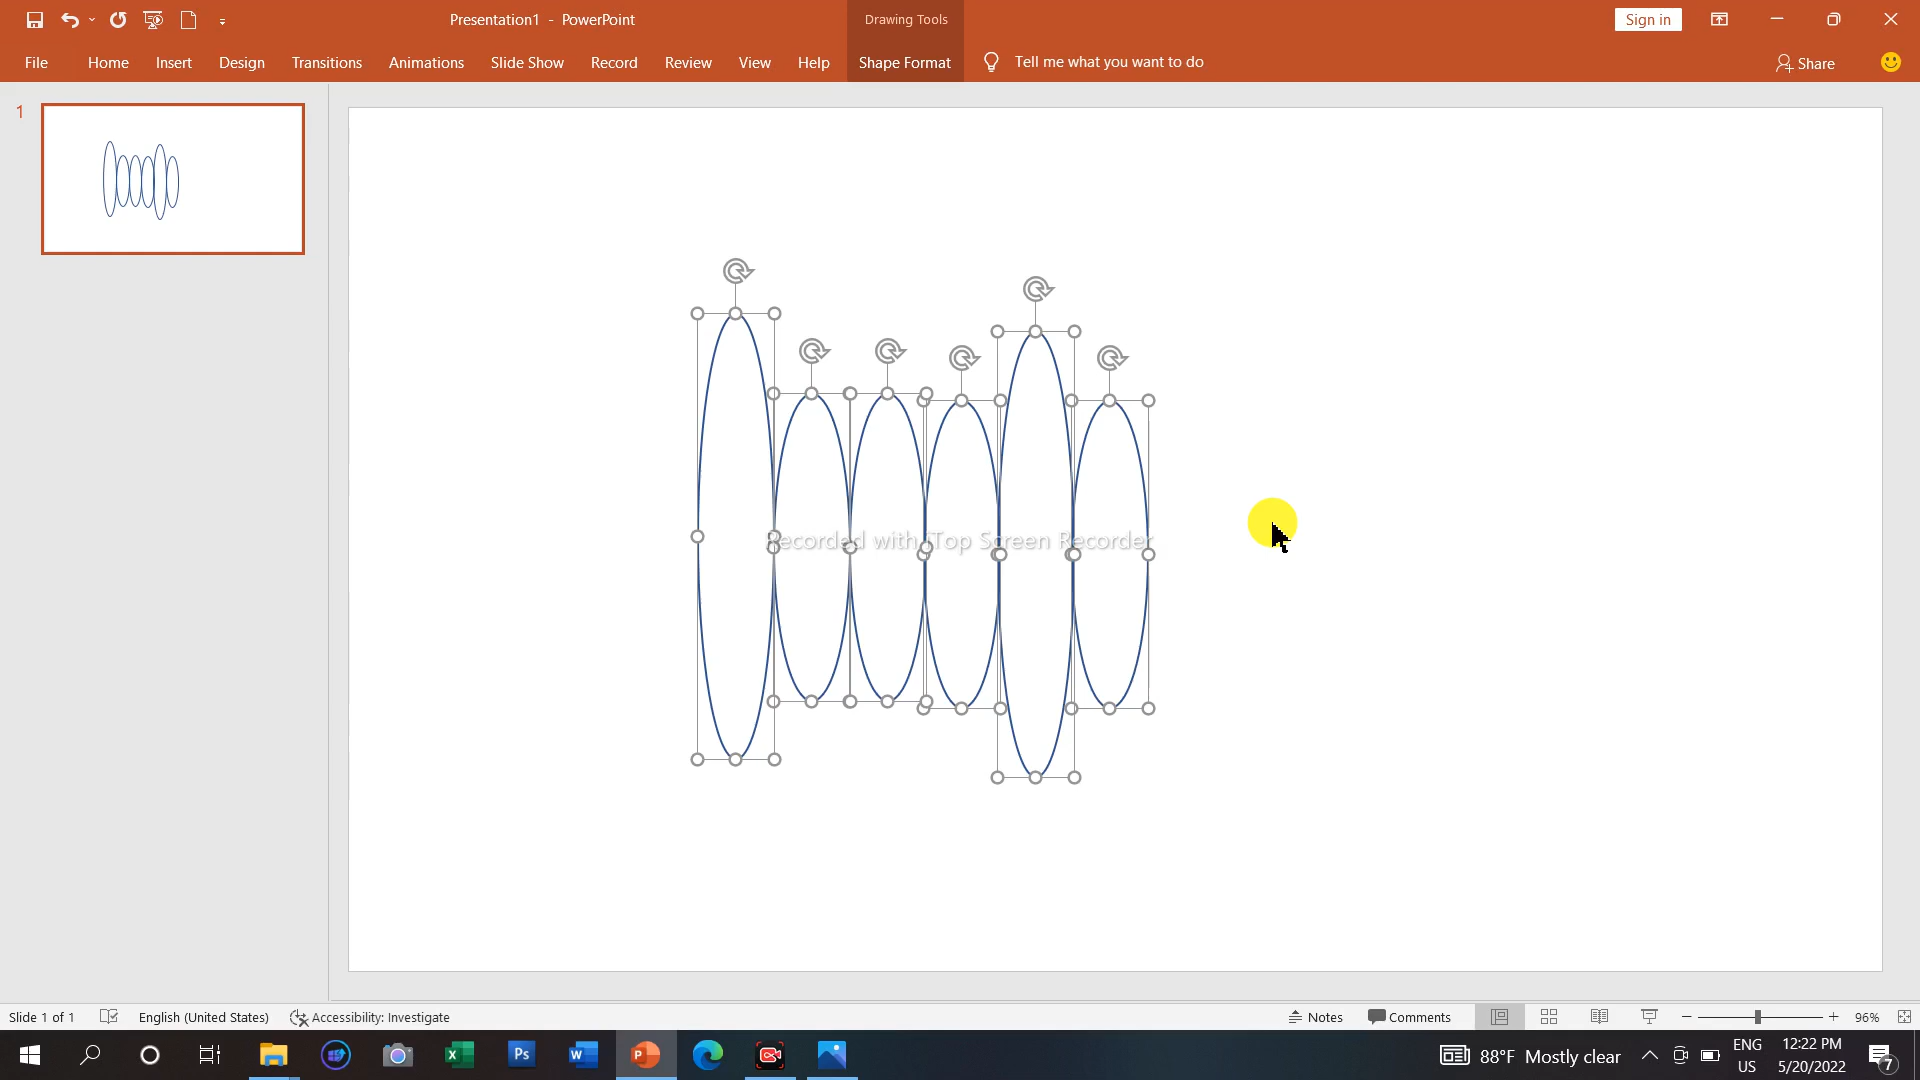 Presentation1 - PowerPoint
Drawing Tools
Sign in
File Home Insert Design Transitions Animations Slide Show Record Review View Help Shape Format Tell me what you want to do Share
1
Recorded with iTop Screen Recorder
Slide 1 of 1 English (United States) Accessibility: Investigate Notes Comments 96%
Ps W P
88°F Mostly clear
ENG
US
12:22 PM
5/20/2022
7